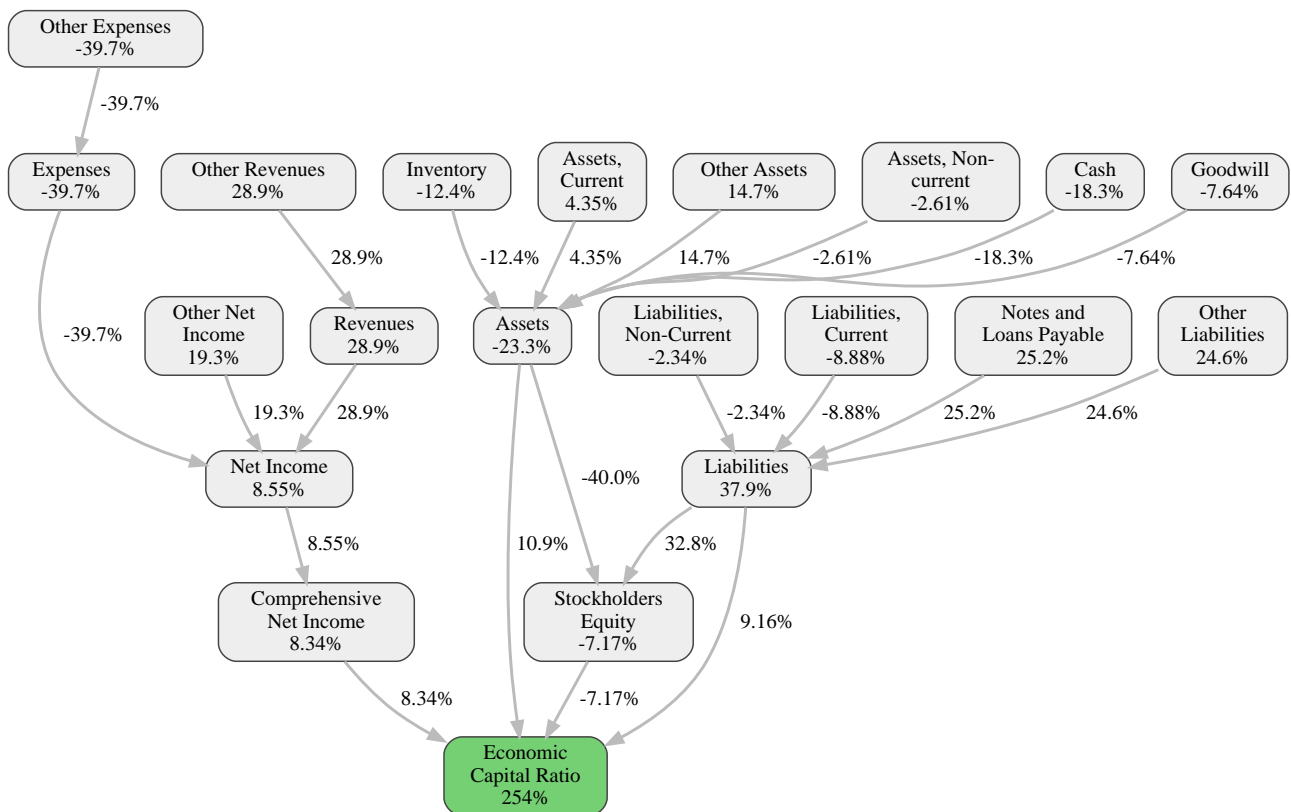 Other Expenses
-39.7%
-39.7%
Expenses
-39.7%
Other Revenues
28.9%
Inventory
-12.4%
Assets,
Current
4.35%
Other Assets
14.7%
Assets, Non-
current
-2.61%
Cash
-18.3%
Goodwill
-7.64%
28.9%
-12.4%
4.35%
14.7%
-2.61%
-18.3%
-7.64%
-39.7%
Other Net
Income
19.3%
Revenues
28.9%
Assets
-23.3%
Liabilities,
Non-Current
-2.34%
Liabilities,
Current
-8.88%
Notes and
Loans Payable
25.2%
Other
Liabilities
24.6%
19.3%
28.9%
-2.34%
-8.88%
25.2%
24.6%
Net Income
8.55%
-40.0%
Liabilities
37.9%
8.55%
10.9%
32.8%
Comprehensive
Net Income
8.34%
Stockholders
Equity
-7.17%
9.16%
8.34%
-7.17%
Economic
Capital Ratio
254%